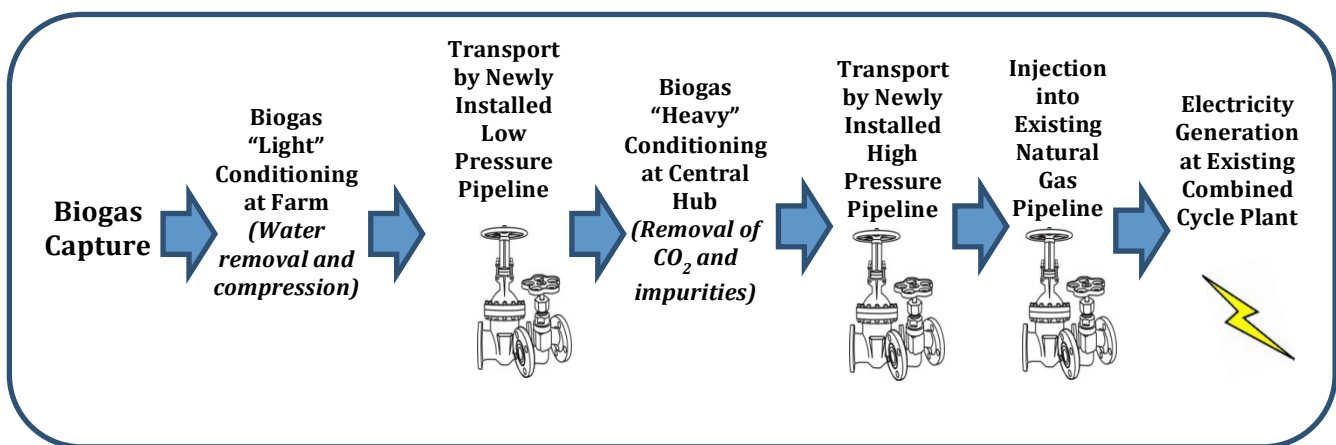 Biogas
Capture
Biogas
“Light”
Conditioning
at Farm
(Water
removal and
compression)
Transport
by Newly
Installed
Low
Pressure
Pipeline
Biogas
“Heavy”
Conditioning
at Central
Hub
(Removal of
CO₂ and
impurities)
Transport
by Newly
Installed
High
Pressure
Pipeline
Injection
into
Existing
Natural
Gas
Pipeline
Electricity
Generation
at Existing
Combined
Cycle Plant